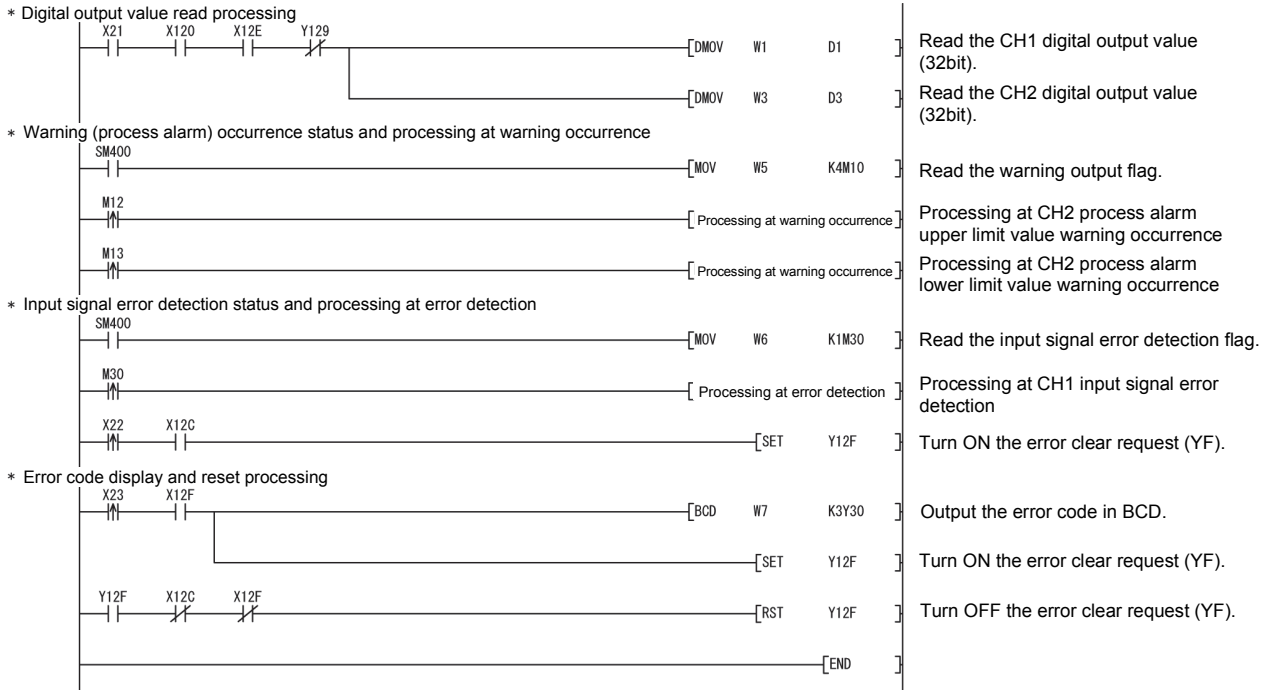 * Digital output value read processing
X21 X120 X12E Y129
[DMOV W1 D1 ] Read the CH1 digital output value
(32bit).
[DMOV W3 D3 ] Read the CH2 digital output value
(32bit).
* Warning (process alarm) occurrence status and processing at warning occurrence
SM400
[MOV W5 K4M10 ] Read the warning output flag.
M12
[ Processing at warning occurrence ] Processing at CH2 process alarm
upper limit value warning occurrence
M13
[ Processing at warning occurrence ] Processing at CH2 process alarm
lower limit value warning occurrence
* Input signal error detection status and processing at error detection
SM400
[MOV W6 K1M30 ] Read the input signal error detection flag.
M30
[ Processing at error detection ] Processing at CH1 input signal error
detection
X22 X12C
[SET Y12F ] Turn ON the error clear request (YF).
* Error code display and reset processing
X23 X12F
[BCD W7 K3Y30 ] Output the error code in BCD.
[SET Y12F ] Turn ON the error clear request (YF).
Y12F X12C X12F
[RST Y12F ] Turn OFF the error clear request (YF).
[END ]